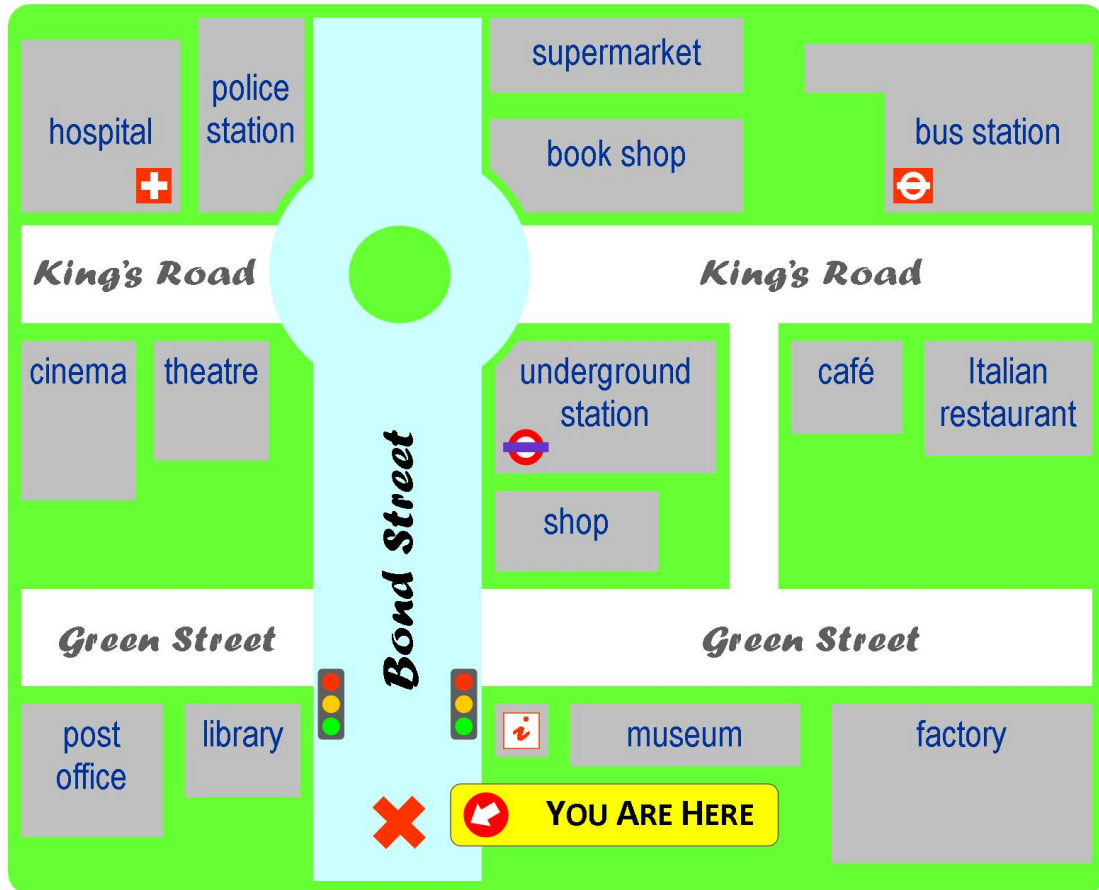 supermarket
police
station
hospital
book shop
bus station
King's Road
King's Road
cinema
theatre
underground
station
café
Italian
restaurant
shop
Bond Street
Green Street
Green Street
post
office
library
i
museum
factory
YOU ARE HERE